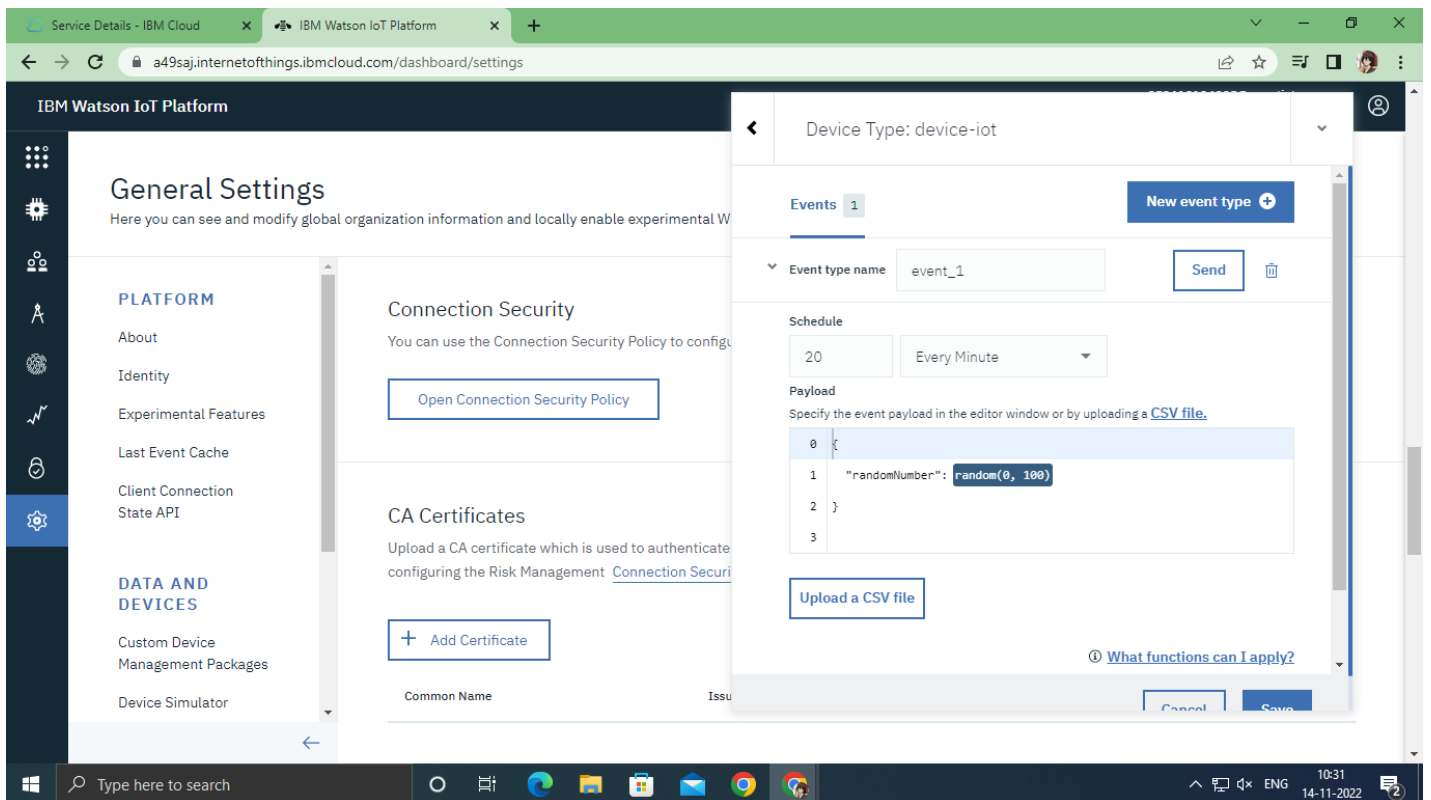 Service Details - IBM Cloud
IBM Watson IoT Platform
a49saj.internetofthings.ibmcloud.com/dashboard/settings
IBM Watson IoT Platform
General Settings
Here you can see and modify global organization information and locally enable experimental W
PLATFORM
About
Identity
Experimental Features
Last Event Cache
Client Connection
State API
DATA AND
DEVICES
Custom Device
Management Packages
Device Simulator
Connection Security
You can use the Connection Security Policy to configu
Open Connection Security Policy
CA Certificates
Upload a CA certificate which is used to authenticate
configuring the Risk Management Connection Securi
Add Certificate
Common Name
Issu
Device Type: device-iot
Events 1
New event type
Event type name event_1 Send
Schedule
20 Every Minute
Payload
Specify the event payload in the editor window or by uploading a CSV file.
0 {
1 "randomNumber": random(0, 100)
2 }
3
Upload a CSV file
What functions can I apply?
Cancel Save
Type here to search
ENG
10:31
14-11-2022
2